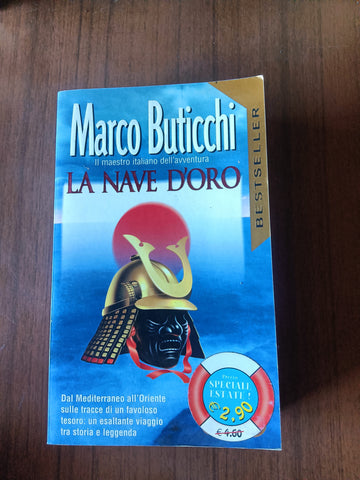 Marco Buticchi
Il maestro italiano dell'avventura
LA NAVE D'ORO
BESTSELLER
Dal Mediterraneo all'Oriente
sulle tracce di un favoloso
tesoro: un esaltante viaggio
tra storia e leggenda
Prezzo
SPECIALE
ESTATE!
€ 2,90
€ 4.60